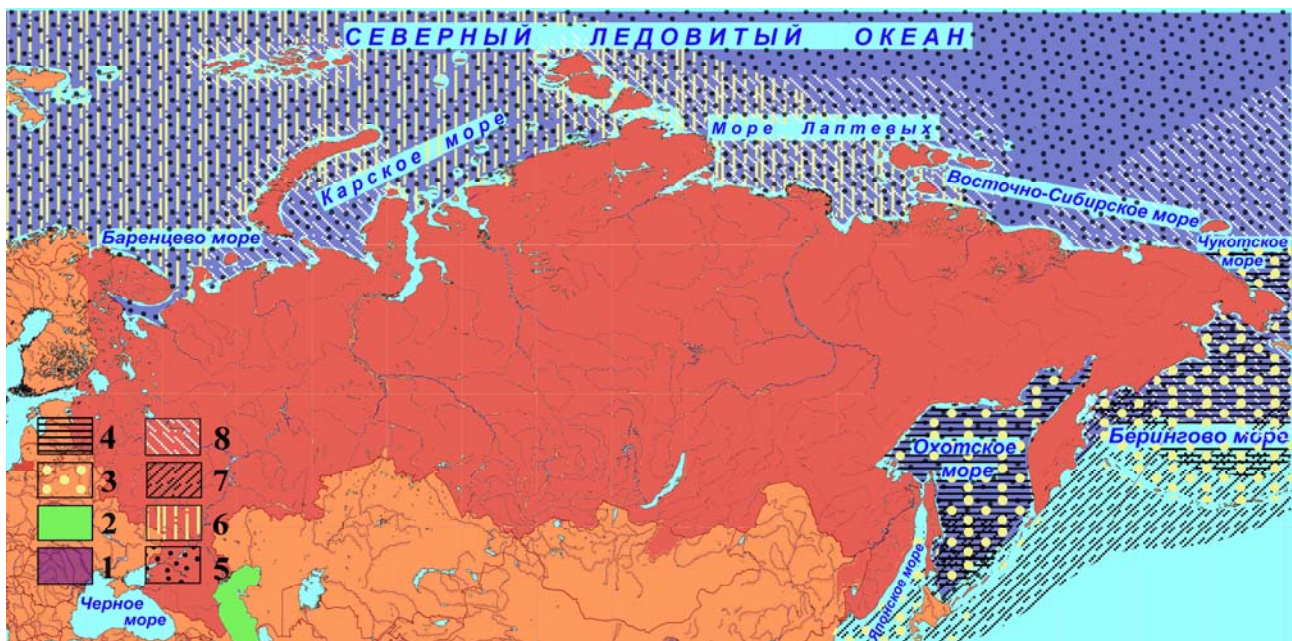 СЕВЕРНЫЙ ЛЕДОВИТЫЙ ОКЕАН
Море Лаптевых
Карское море
Восточно-Сибирское море
Баренцево море
Чукотское
море
4 8
3 7
2 6
1 5
Охотское
море
Берингово море
Японское море
Черное
море